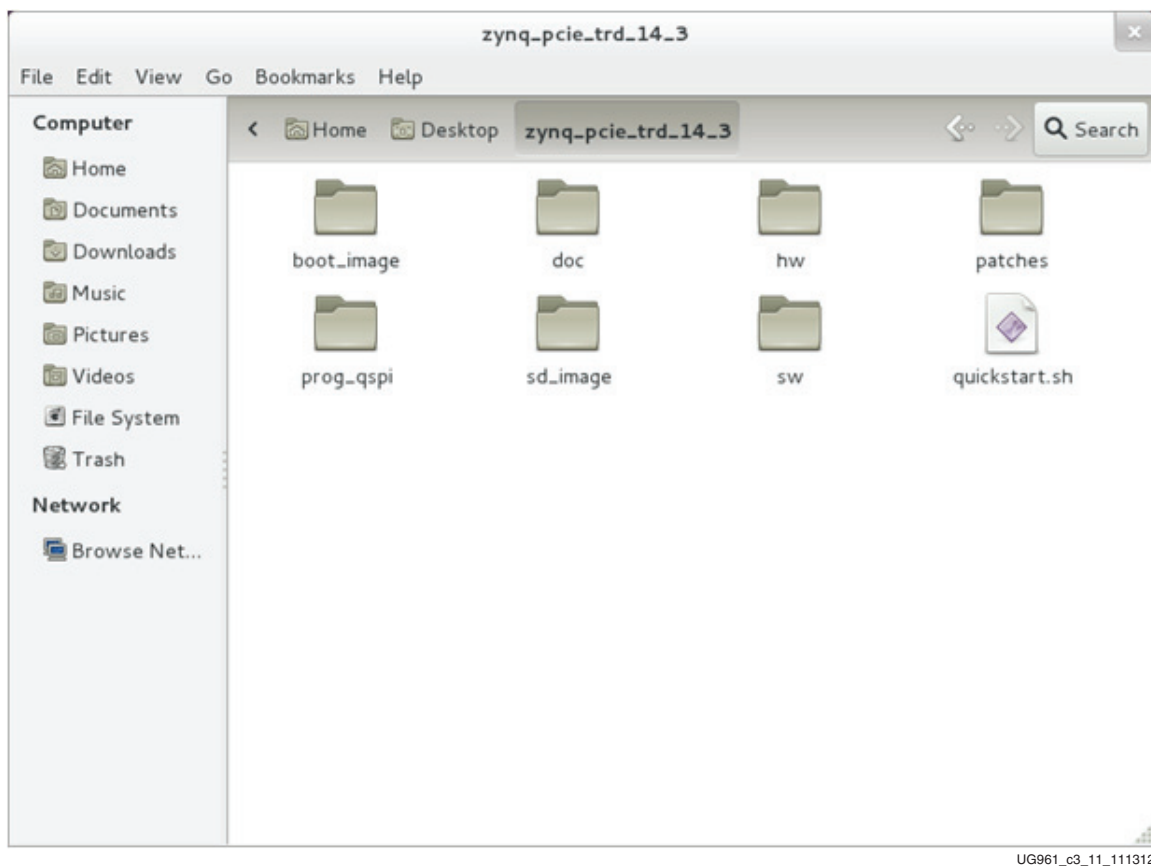 zynq_pcie_trd_14_3
File Edit View Go Bookmarks Help
Computer
Home
Documents
Downloads
Music
Pictures
Videos
File System
Trash
Network
Browse Net...
Home Desktop zynq_pcie_trd_14_3 Search
boot_image doc hw patches
prog_qspi sd_image sw quickstart.sh
UG961_c3_11_111312